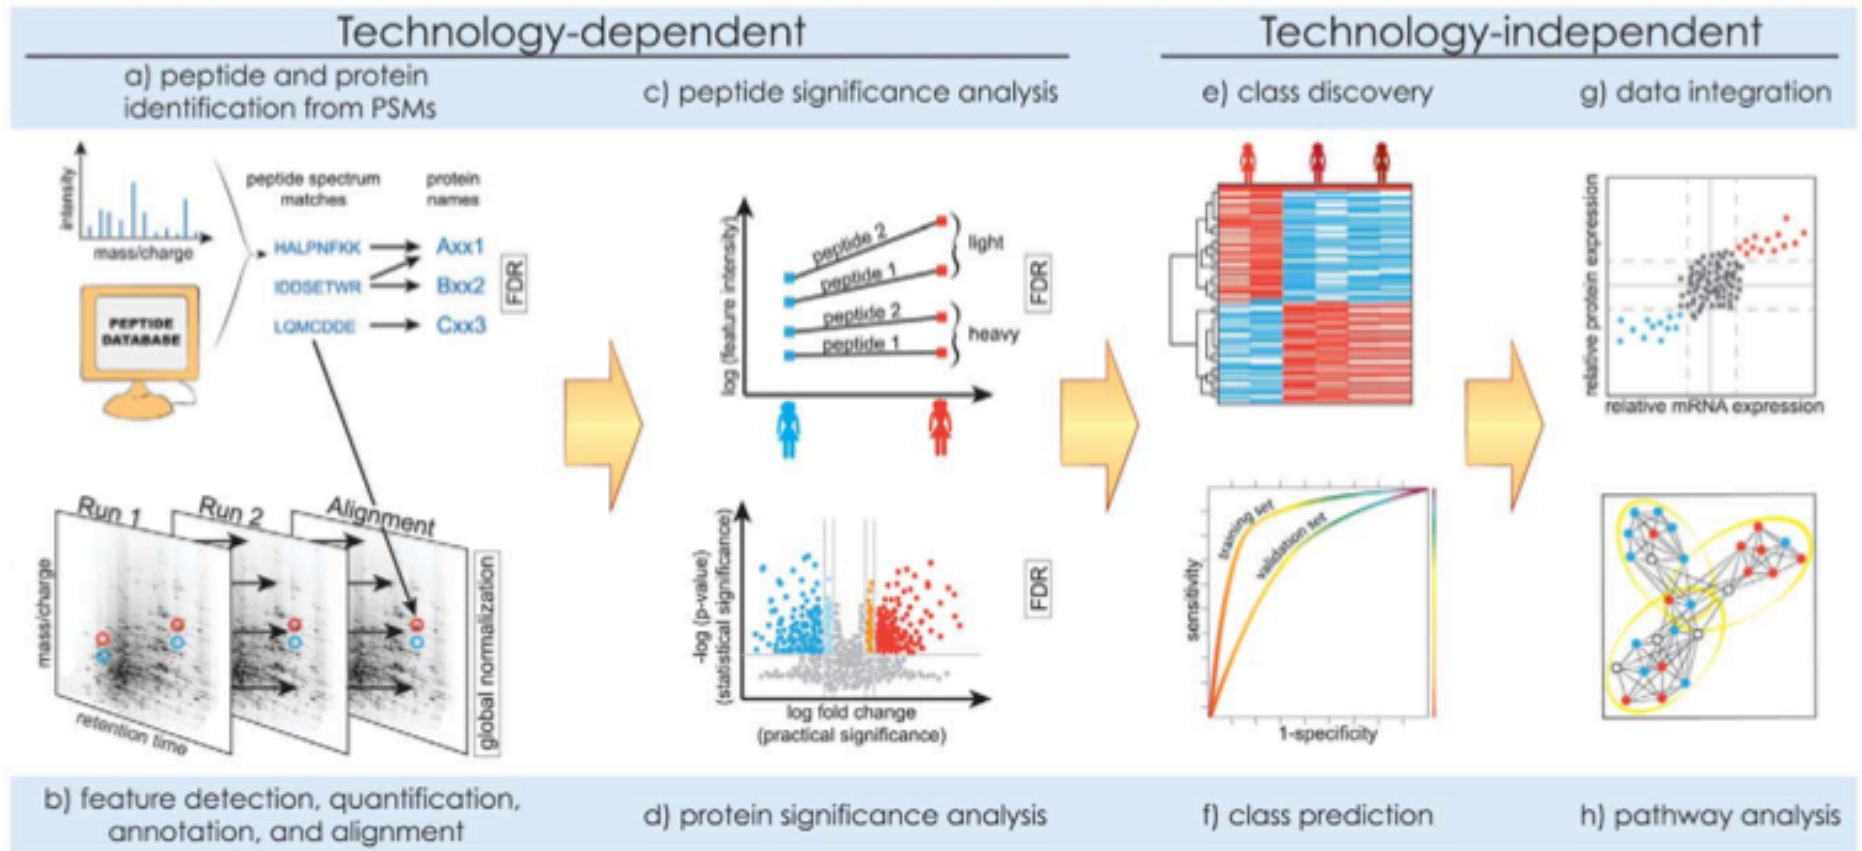 Technology-dependent
Technology-independent
a) peptide and protein
identification from PSMs
c) peptide significance analysis
e) class discovery
g) data integration
intensity
mass/charge
peptide spectrum
matches
protein
names
HALPNFKK
Axx1
IDDSETWR
Bxx2
LQMCDDE
Cxx3
FDR
PEPTIDE
DATABASE
log (feature intensity)
peptide 2
peptide 1
light
peptide 2
peptide 1
heavy
FDR
relative protein expression
relative mRNA expression
Run 1
Run 2
Alignment
mass/charge
retention time
global normalization
-log (p-value)
(statistical significance)
log fold change
(practical significance)
FDR
sensitivity
training set
validation set
1-specificity
b) feature detection, quantification,
annotation, and alignment
d) protein significance analysis
f) class prediction
h) pathway analysis